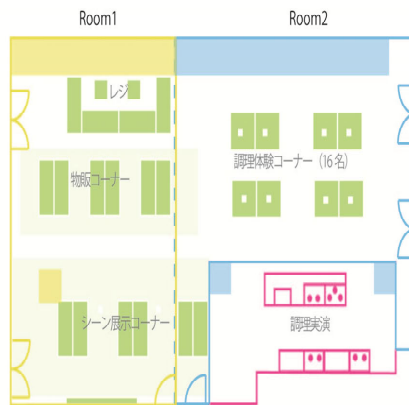 Room1
Room2
レジ
調理体験コーナー（16名）
物販コーナー
シーン展示コーナー
調理実演